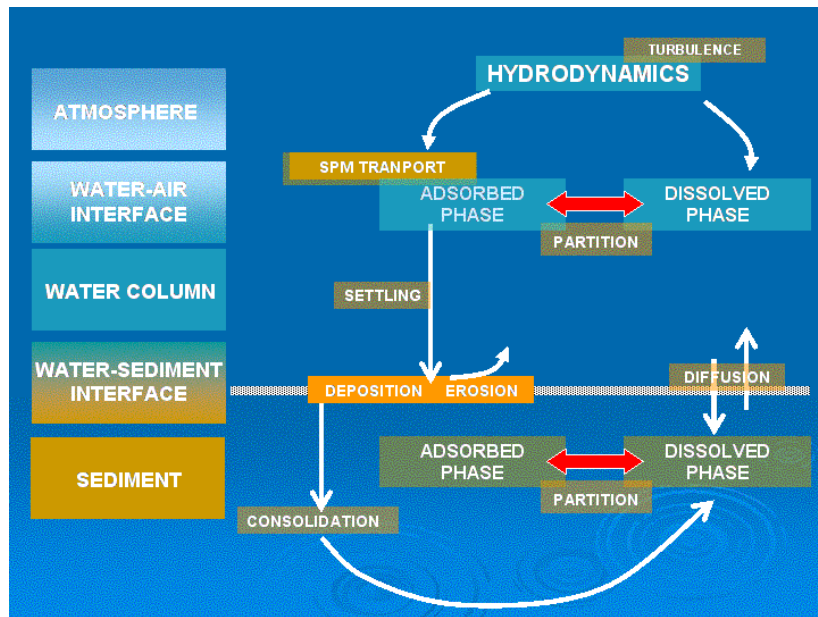 TURBULENCE
HYDRODYNAMICS
ATMOSPHERE
SPM TRANPORT
WATER-AIR
INTERFACE
ADSORBED
PHASE
DISSOLVED
PHASE
PARTITION
WATER COLUMN
SETTLING
WATER-SEDIMENT
INTERFACE
DEPOSITION
EROSION
DIFFUSION
SEDIMENT
ADSORBED
PHASE
DISSOLVED
PHASE
PARTITION
CONSOLIDATION